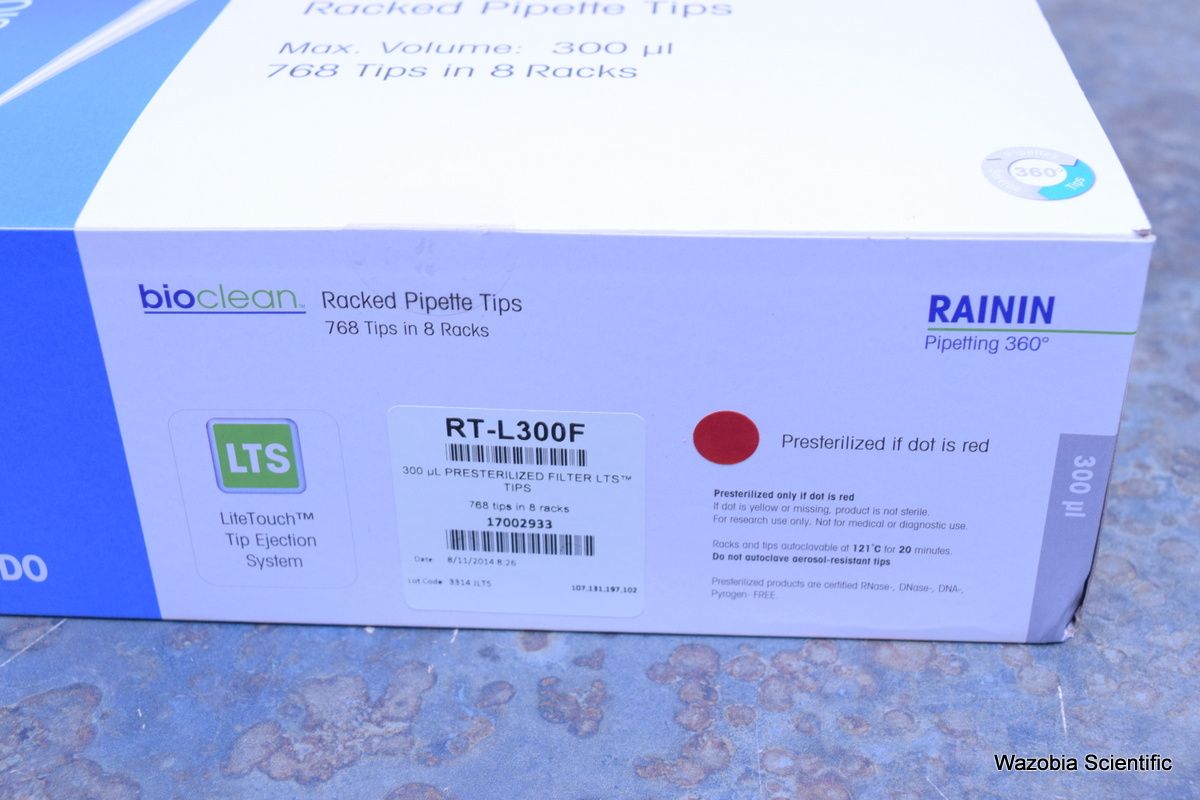 Racked Pipette Tips
Max. Volume: 300 µl
768 Tips in 8 Racks
360°
Tips
bioclean™
Racked Pipette Tips
768 Tips in 8 Racks
RAININ
Pipetting 360°
LTS
LiteTouch™
Tip Ejection
System
RT-L300F
300 µL PRESTERILIZED FILTER LTS™
TIPS
768 tips in 8 racks
17002933
Date: 8/11/2014 8:26
Lot Code: 3314 JLTS
107,131,197,102
Presterilized if dot is red
Presterilized only if dot is red
If dot is yellow or missing, product is not sterile.
For research use only. Not for medical or diagnostic use.
Racks and tips autoclavable at 121°C for 20 minutes.
Do not autoclave aerosol-resistant tips
Presterilized products are certified RNase-, DNase-, DNA-,
Pyrogen- FREE.
300 µl
DO
Wazobia Scientific